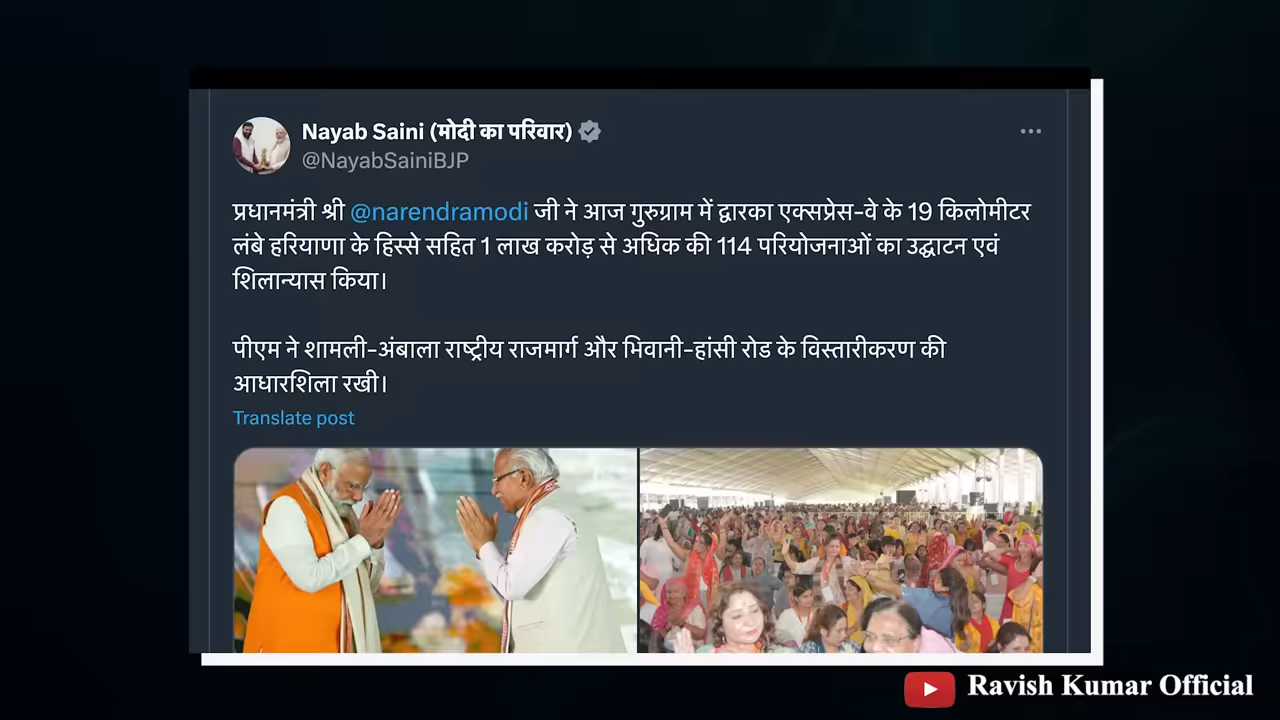 Nayab Saini (मोदी का परिवार)
@NayabSainiBJP
प्रधानमंत्री श्री @narendramodi जी ने आज गुरुग्राम में द्वारका एक्सप्रेस-वे के 19 किलोमीटर
लंबे हरियाणा के हिस्से सहित 1 लाख करोड़ से अधिक की 114 परियोजनाओं का उद्घाटन एवं
शिलान्यास किया।
पीएम ने शामली-अंबाला राष्ट्रीय राजमार्ग और भिवानी-हांसी रोड के विस्तारीकरण की
आधारशिला रखी।
Translate post
Ravish Kumar Official